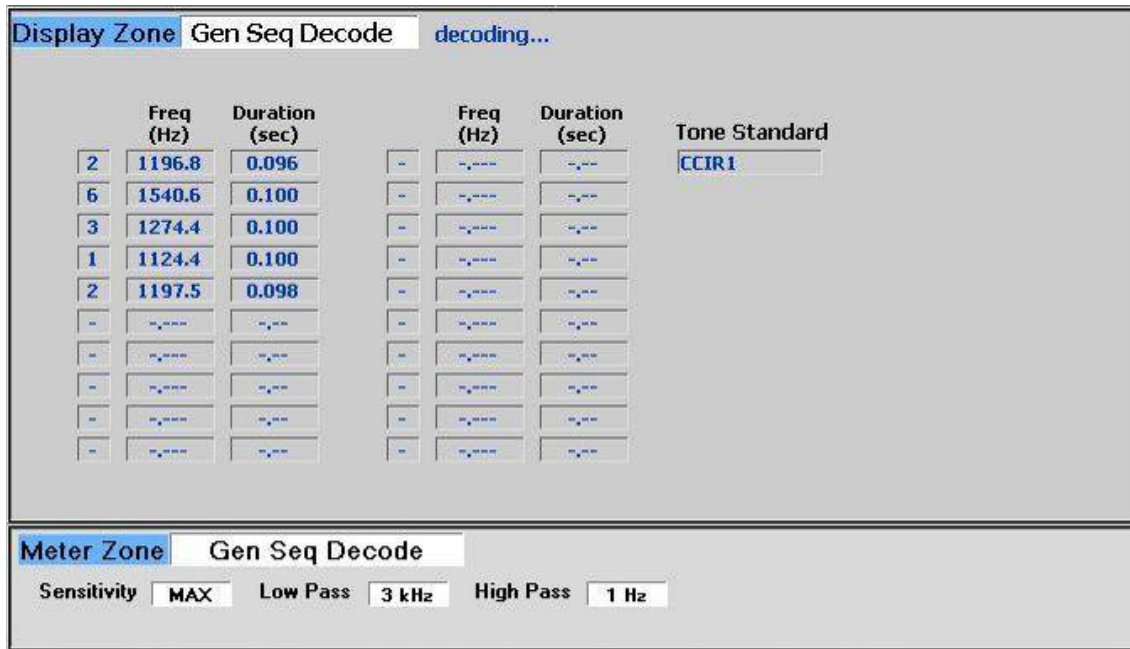 Display Zone Gen Seq Decode decoding...
Freq Duration Freq Duration
(Hz) (sec) (Hz) (sec) Tone Standard
2 1196.8 0.096 - -.--- -.-- CCIR1
6 1540.6 0.100 - -.--- -.--
3 1274.4 0.100 - -.--- -.--
1 1124.4 0.100 - -.--- -.--
2 1197.5 0.098 - -.--- -.--
- -.--- -.-- - -.--- -.--
- -.--- -.-- - -.--- -.--
- -.--- -.-- - -.--- -.--
- -.--- -.-- - -.--- -.--
- -.--- -.-- - -.--- -.--
Meter Zone Gen Seq Decode
Sensitivity MAX Low Pass 3 kHz High Pass 1 Hz